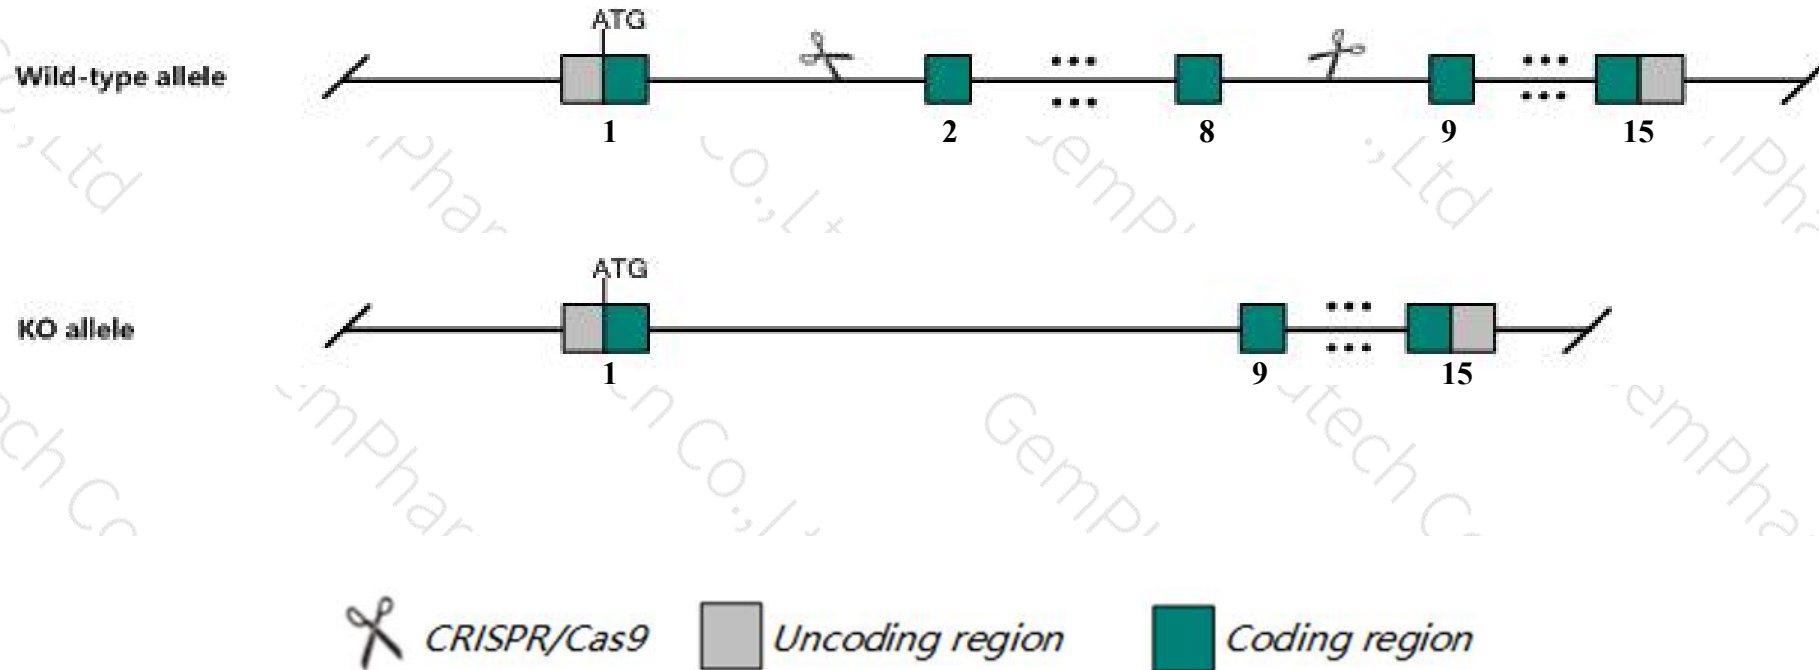 ATG
Wild-type allele
1 2 8 9 15
ATG
KO allele
1 9 15
CRISPR/Cas9 Uncoding region Coding region
GemPh